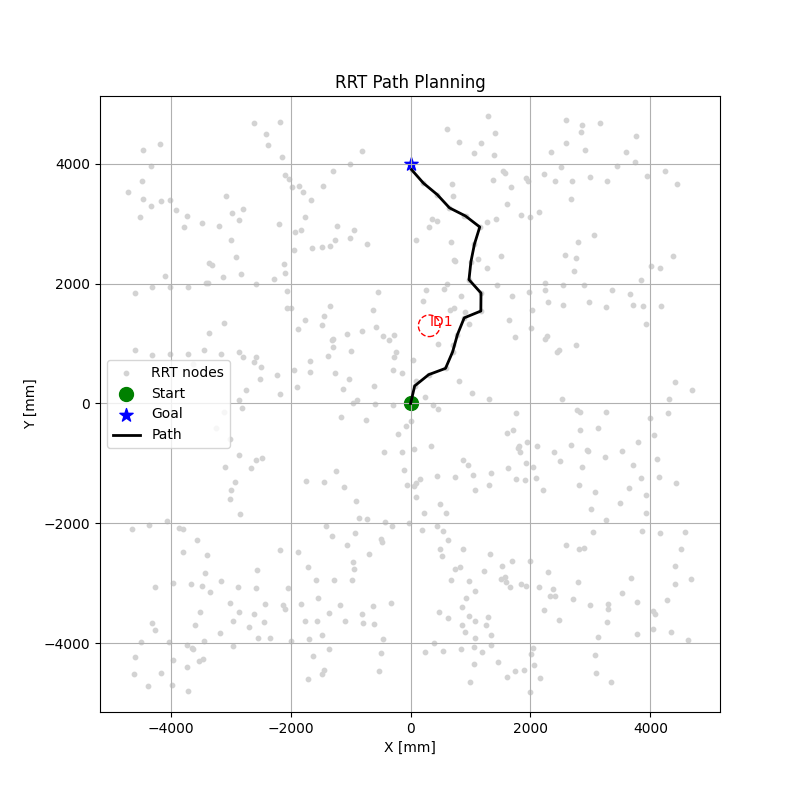 RRT Path Planning
4000
2000
0
−2000
−4000
Y [mm]
ID1
RRT nodes
Start
Goal
Path
−4000
−2000
0
2000
4000
X [mm]